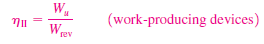 η_II = W_u / W_rev (work-producing devices)